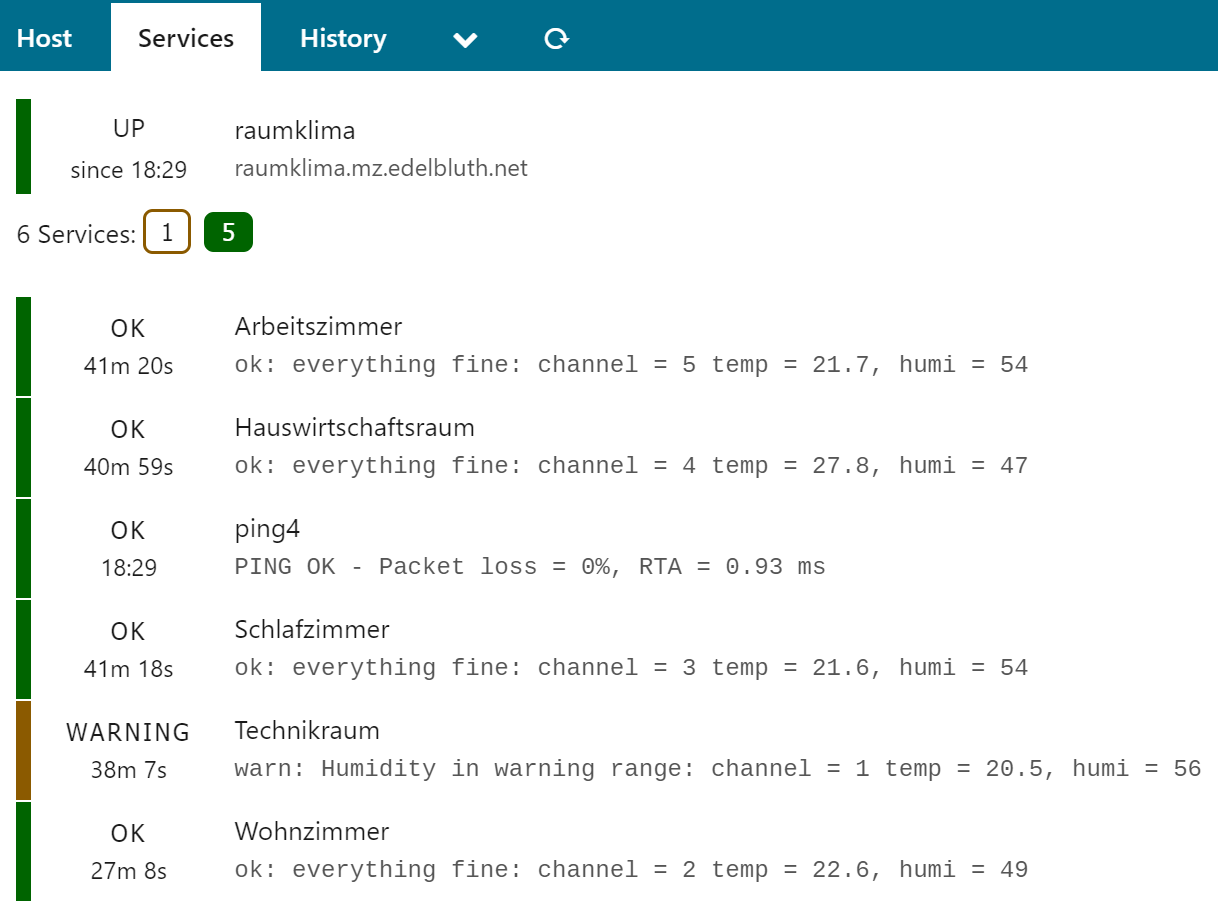 Host Services History
UP
raumklima
since 18:29
raumklima.mz.edelbluth.net
6 Services: 1 5
OK
Arbeitszimmer
41m 20s
ok: everything fine: channel = 5 temp = 21.7, humi = 54
OK
Hauswirtschaftsraum
40m 59s
ok: everything fine: channel = 4 temp = 27.8, humi = 47
OK
ping4
18:29
PING OK - Packet loss = 0%, RTA = 0.93 ms
OK
Schlafzimmer
41m 18s
ok: everything fine: channel = 3 temp = 21.6, humi = 54
WARNING
Technikraum
38m 7s
warn: Humidity in warning range: channel = 1 temp = 20.5, humi = 56
OK
Wohnzimmer
27m 8s
ok: everything fine: channel = 2 temp = 22.6, humi = 49